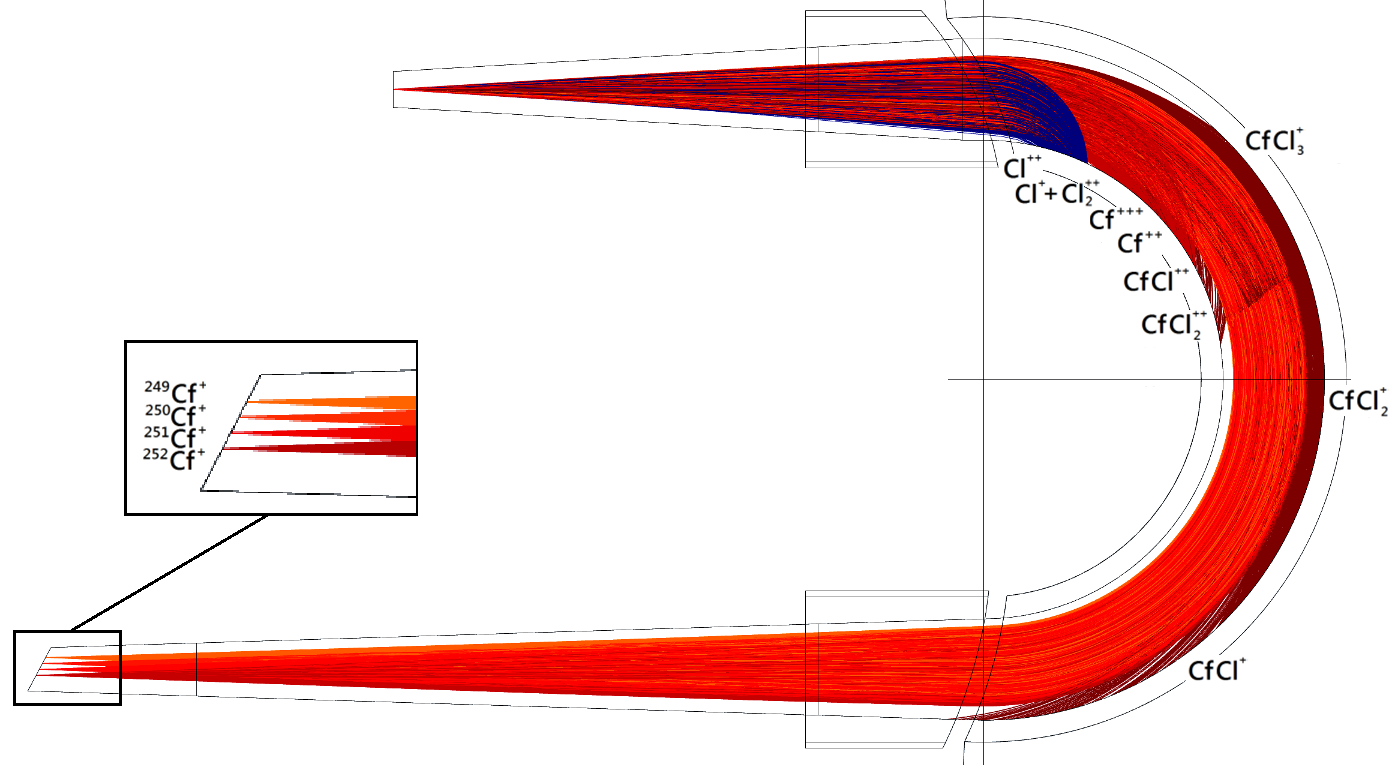 CfCl₃⁺
Cl⁺⁺
Cl⁺+Cl₂⁺⁺
Cf⁺⁺⁺
Cf⁺⁺
CfCl⁺⁺
CfCl₂⁺⁺
²⁴⁹Cf⁺
²⁵⁰Cf⁺
²⁵¹Cf⁺
²⁵²Cf⁺
CfCl₂⁺
CfCl⁺